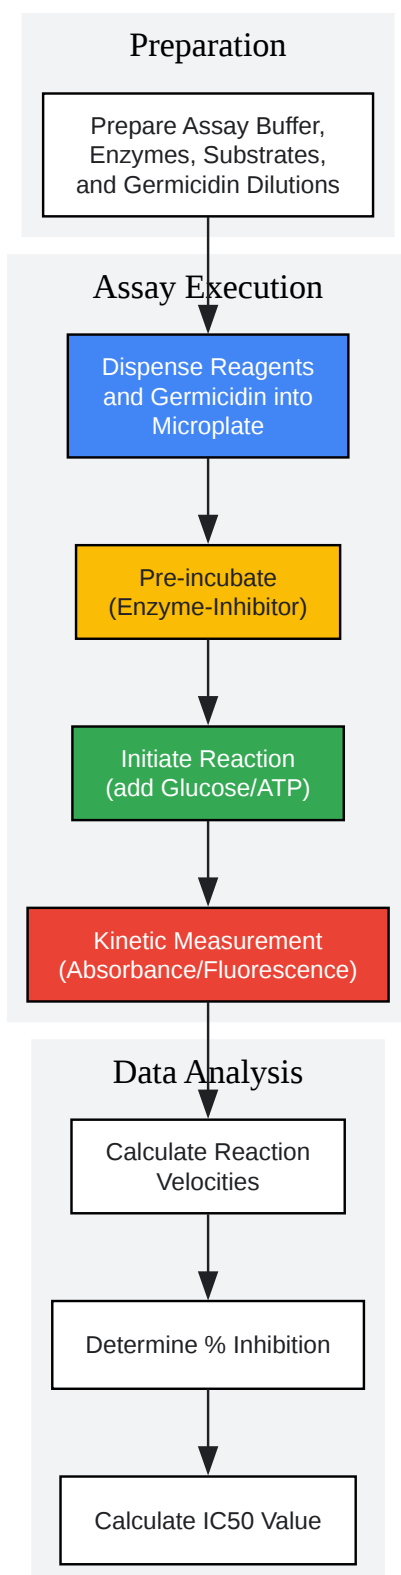 Preparation
Prepare Assay Buffer,
Enzymes, Substrates,
and Germicidin Dilutions
Assay Execution
Dispense Reagents
and Germicidin into
Microplate
Pre-incubate
(Enzyme-Inhibitor)
Initiate Reaction
(add Glucose/ATP)
Kinetic Measurement
(Absorbance/Fluorescence)
Data Analysis
Calculate Reaction
Velocities
Determine % Inhibition
Calculate IC50 Value